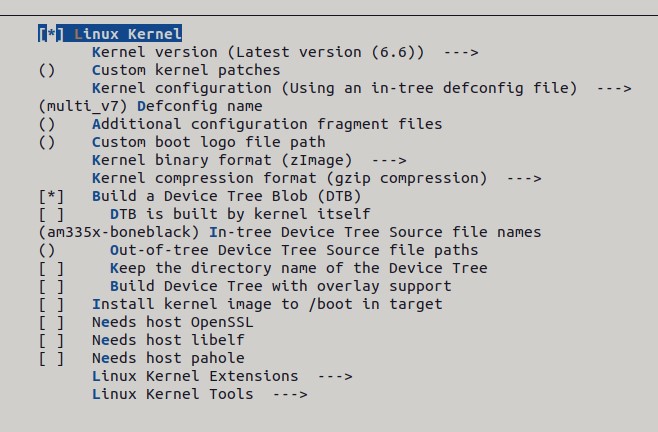 [*] Linux Kernel
Kernel version (Latest version (6.6))  --->
()    Custom kernel patches
Kernel configuration (Using an in-tree defconfig file)  --->
(multi_v7) Defconfig name
()    Additional configuration fragment files
()    Custom boot logo file path
Kernel binary format (zImage)  --->
Kernel compression format (gzip compression)  --->
[*]   Build a Device Tree Blob (DTB)
[ ]     DTB is built by kernel itself
(am335x-boneblack) In-tree Device Tree Source file names
()      Out-of-tree Device Tree Source file paths
[ ]     Keep the directory name of the Device Tree
[ ]     Build Device Tree with overlay support
[ ]   Install kernel image to /boot in target
[ ]   Needs host OpenSSL
[ ]   Needs host libelf
[ ]   Needs host pahole
Linux Kernel Extensions  --->
Linux Kernel Tools  --->